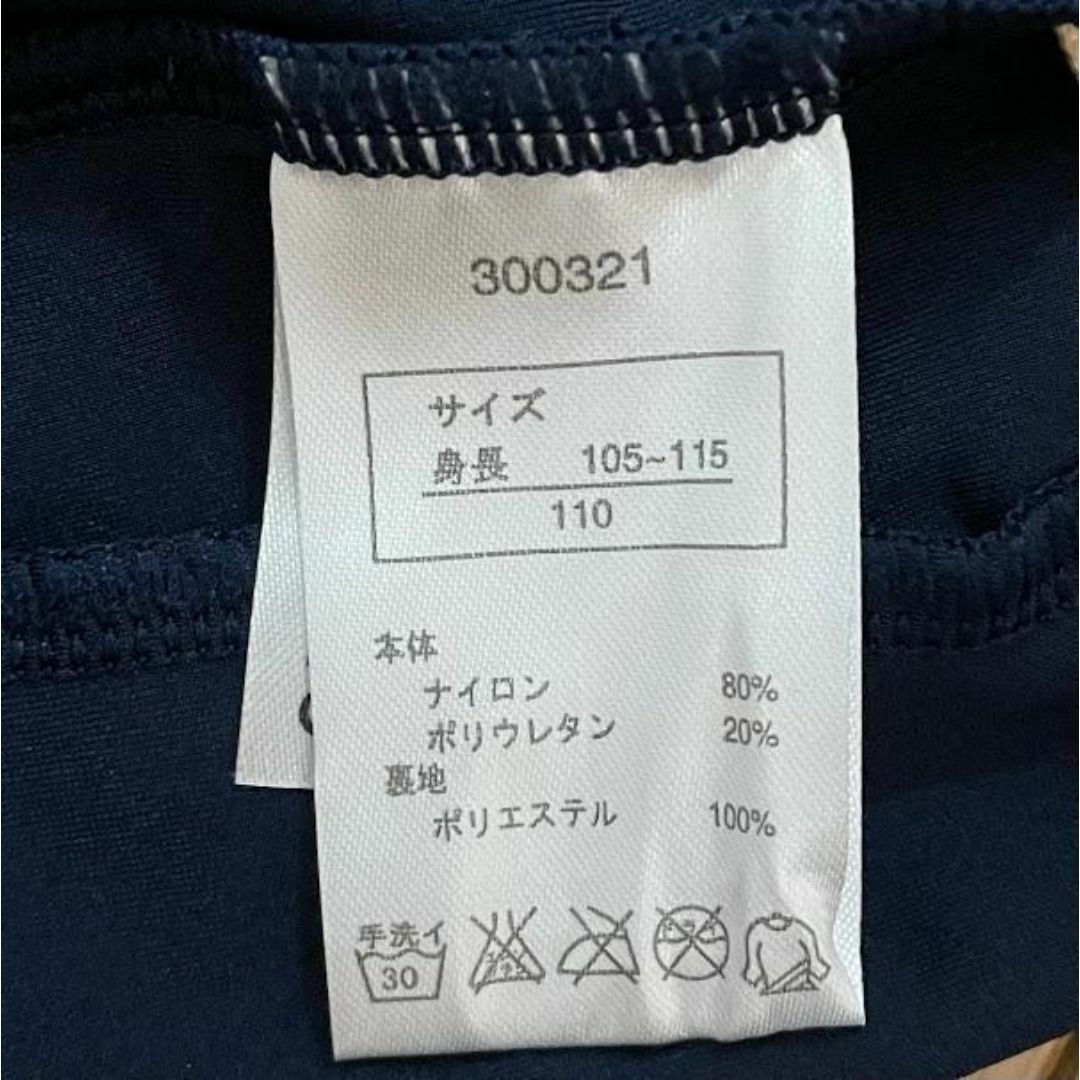 300321
サイズ
身長 105~115
110
本体
ナイロン 80%
ポリウレタン 20%
裏地
ポリエステル 100%
手洗イ
30